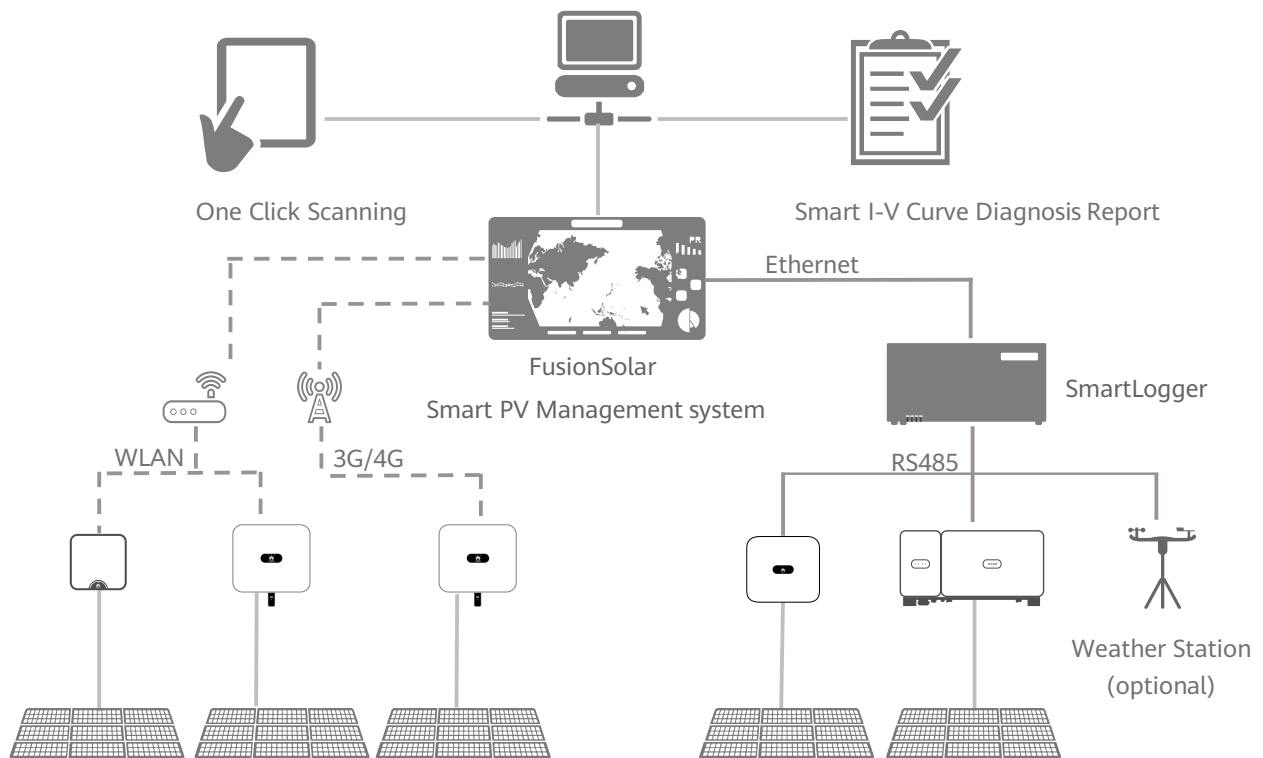 One Click Scanning
Smart I-V Curve Diagnosis Report
PR
Ethernet
FusionSolar
Smart PV Management system
SmartLogger
WLAN
3G/4G
RS485
Weather Station
(optional)